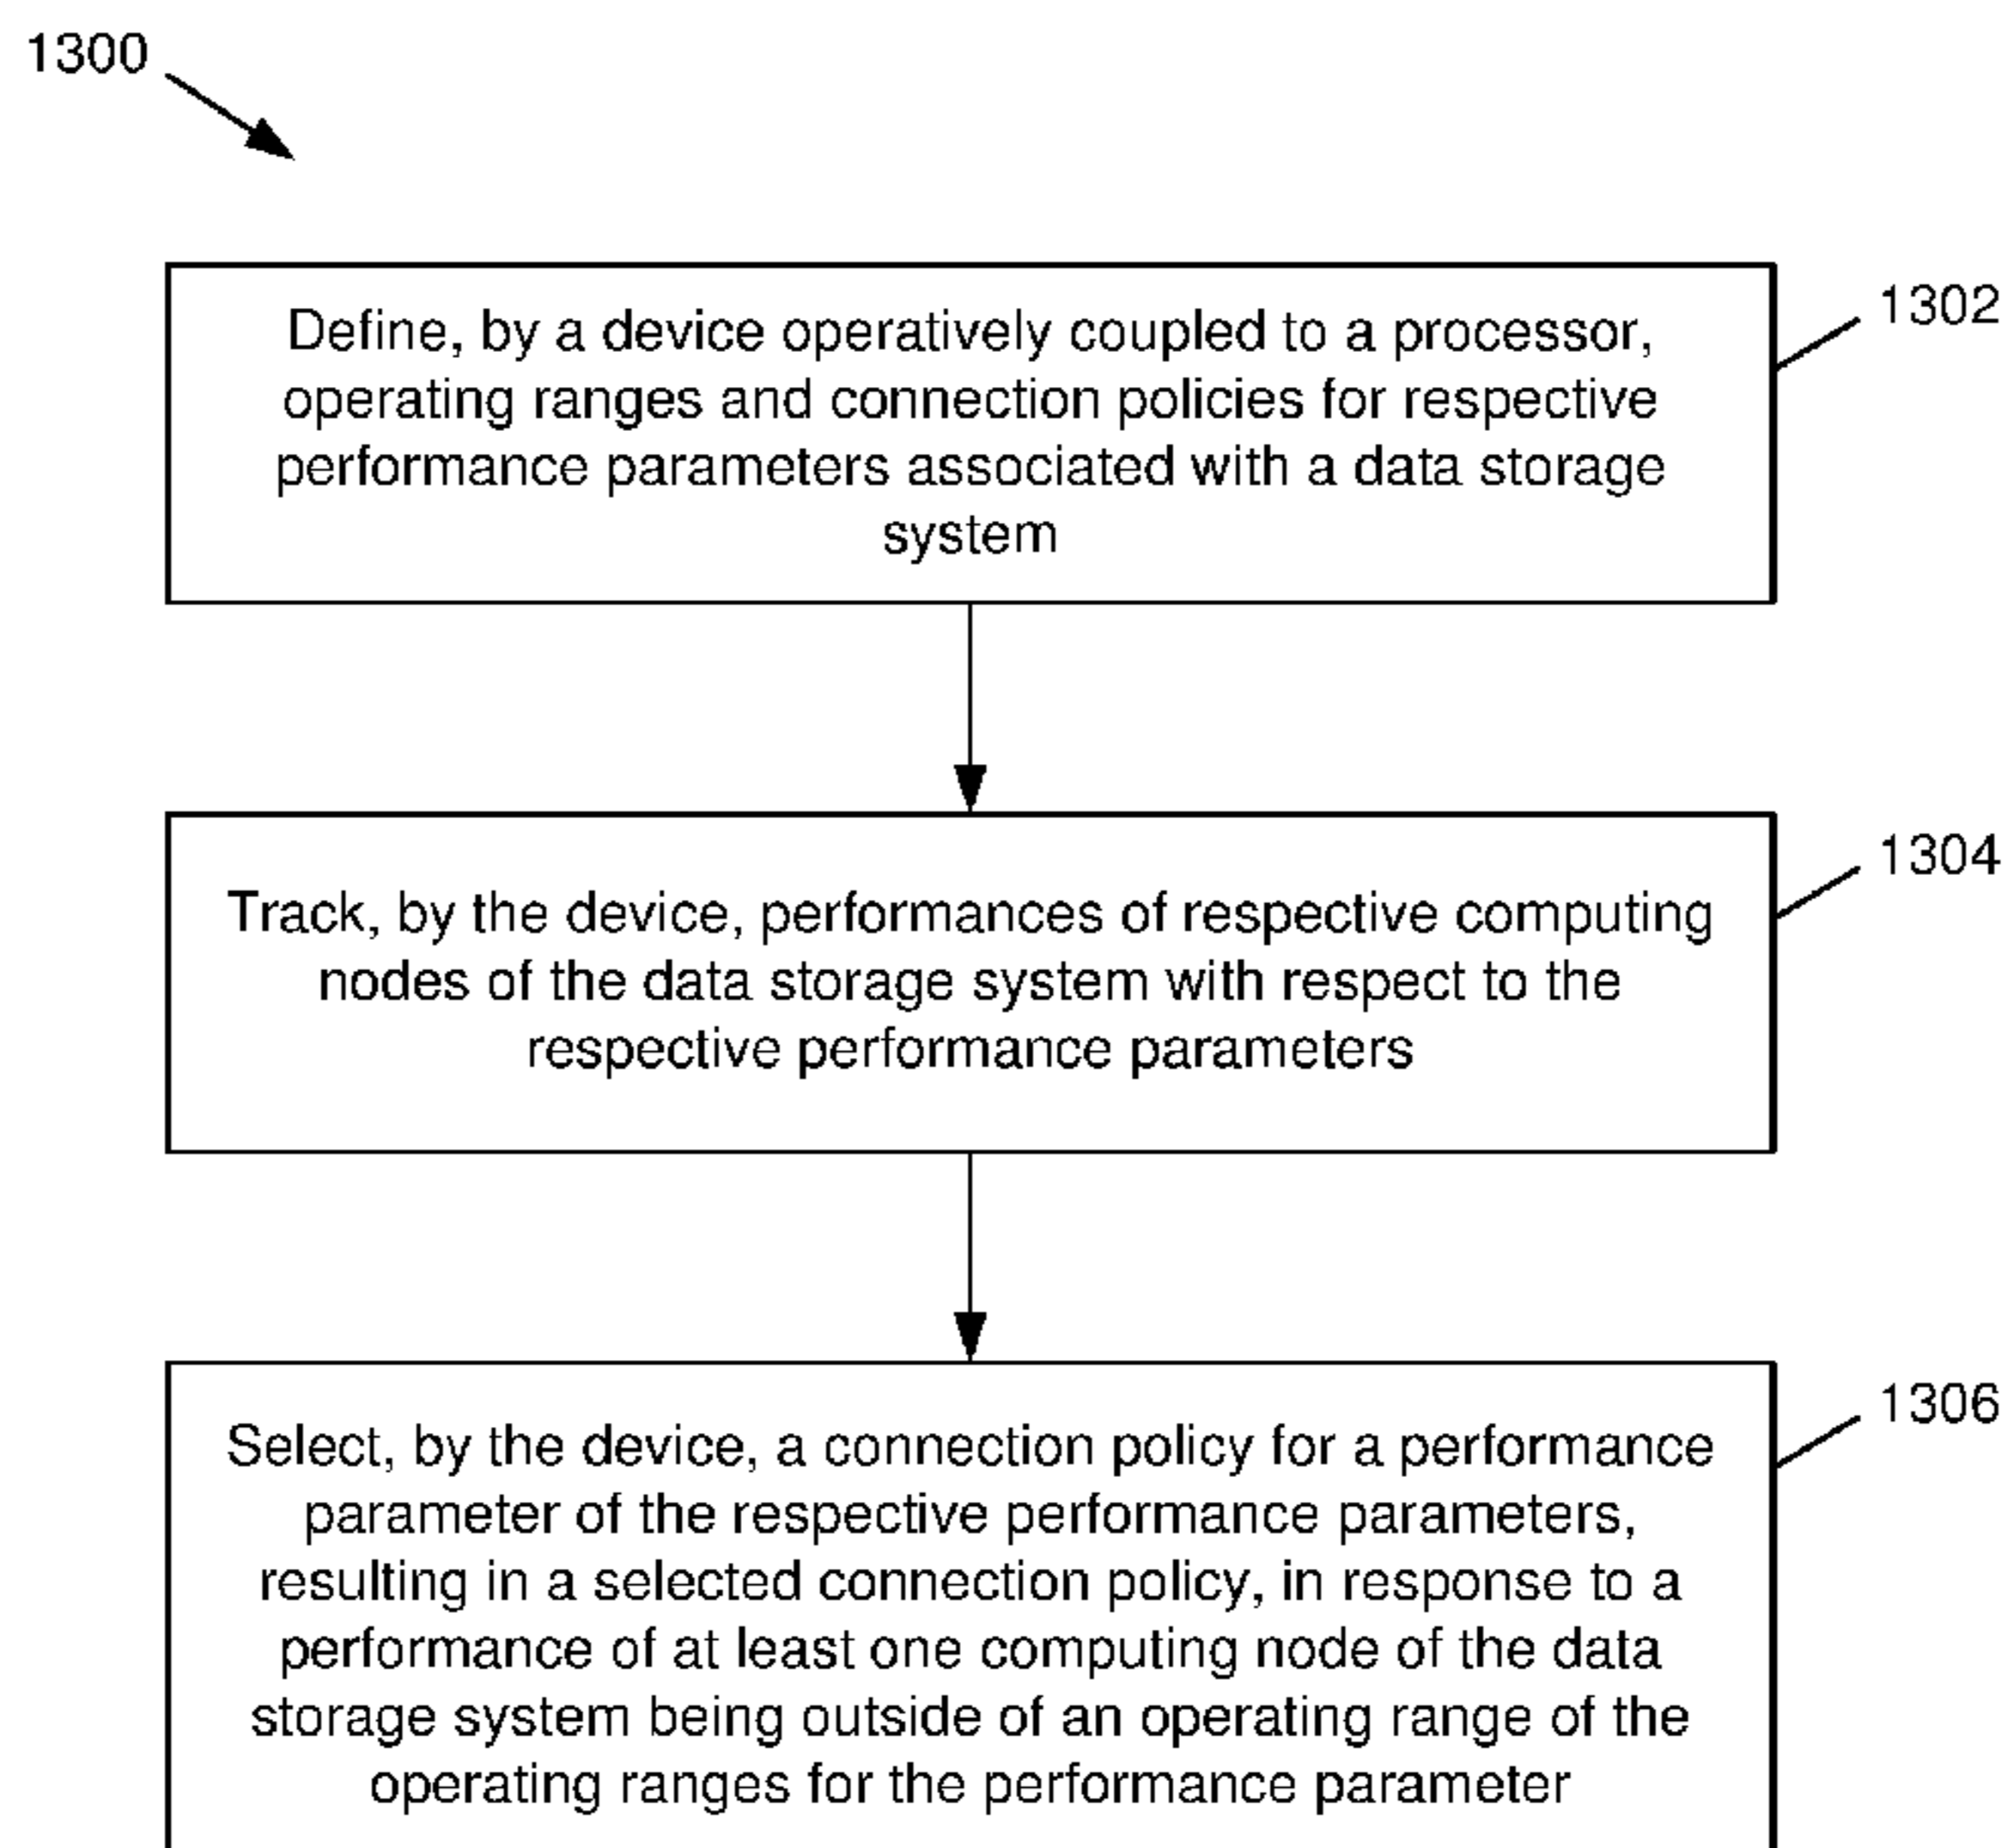 1300
Define, by a device operatively coupled to a processor,
operating ranges and connection policies for respective
performance parameters associated with a data storage
system
1302
Track, by the device, performances of respective computing
nodes of the data storage system with respect to the
respective performance parameters
1304
Select, by the device, a connection policy for a performance
parameter of the respective performance parameters,
resulting in a selected connection policy, in response to a
performance of at least one computing node of the data
storage system being outside of an operating range of the
operating ranges for the performance parameter
1306